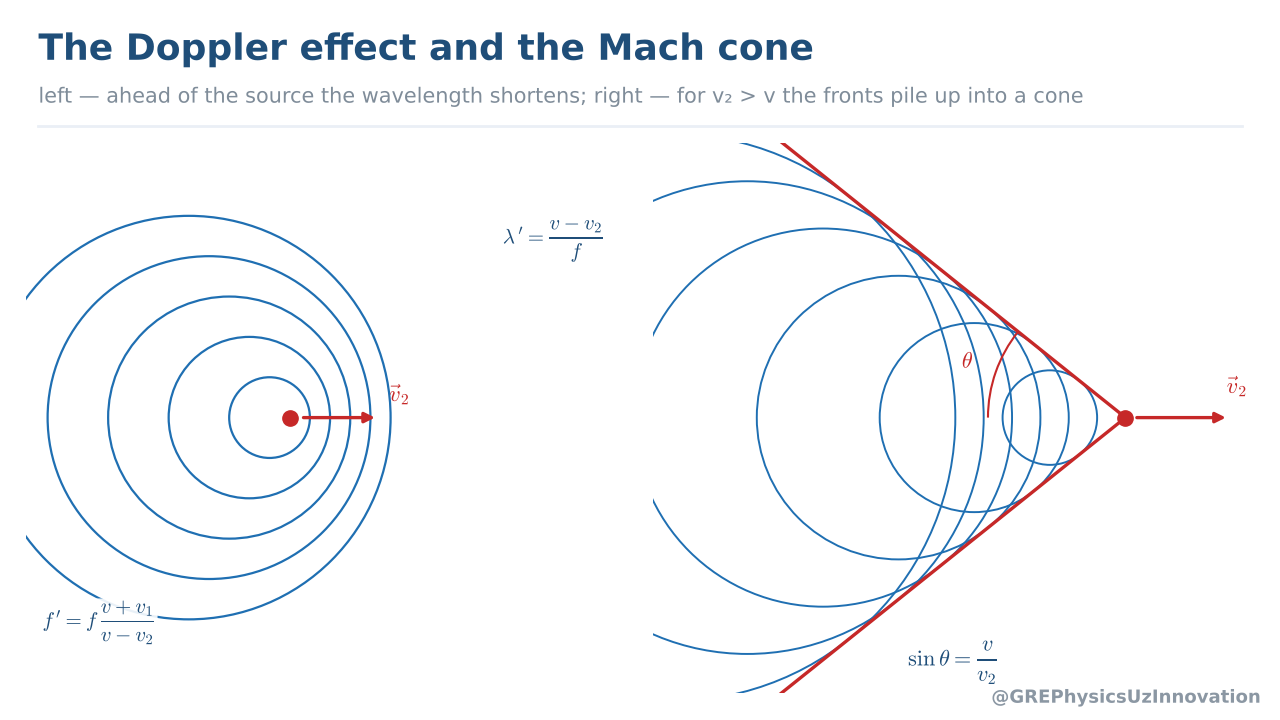 The Doppler effect and the Mach cone
left — ahead of the source the wavelength shortens; right — for v₂ > v the fronts pile up into a cone
λ′ = (v − v₂)/f
θ
v⃗₂
v⃗₂
f′ = f (v + v₁)/(v − v₂)
sin θ = v/v₂
@GREPhysicsUzInnovation